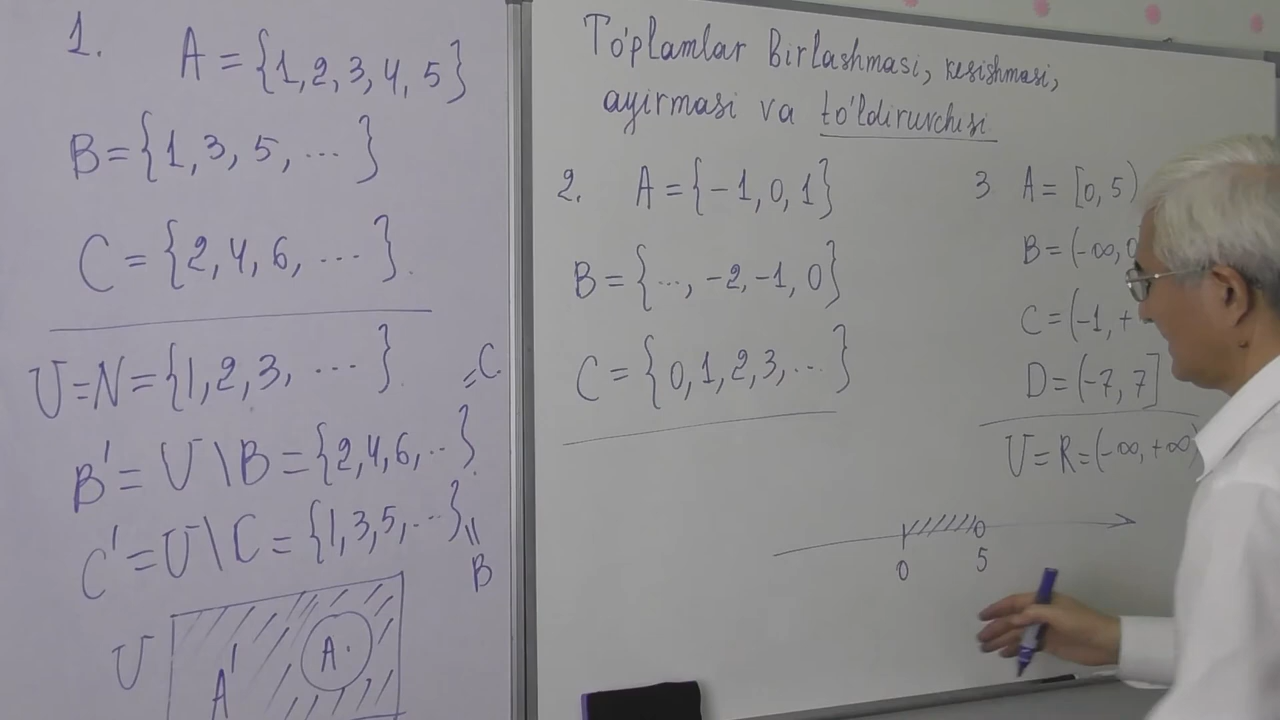 1.
A = {1, 2, 3, 4, 5}
B = {1, 3, 5, ... }
C = {2, 4, 6, ... }.
U = N = {1, 2, 3, ... }.
= C.
B' = U \ B = {2, 4, 6, ... }
C' = U \ C = {1, 3, 5, ... }
=
B
U
A'
A.
To'plamlar Birlashmasi, kesishmasi,
ayirmasi va to'ldiruvchisi
2. A = {-1, 0, 1}
B = {..., -2, -1, 0}
C = {0, 1, 2, 3, ... }
3 A = [0, 5)
B = (-∞, 0
C = (-1, +
D = (-7, 7]
U = R = (-∞, +∞)
0 5